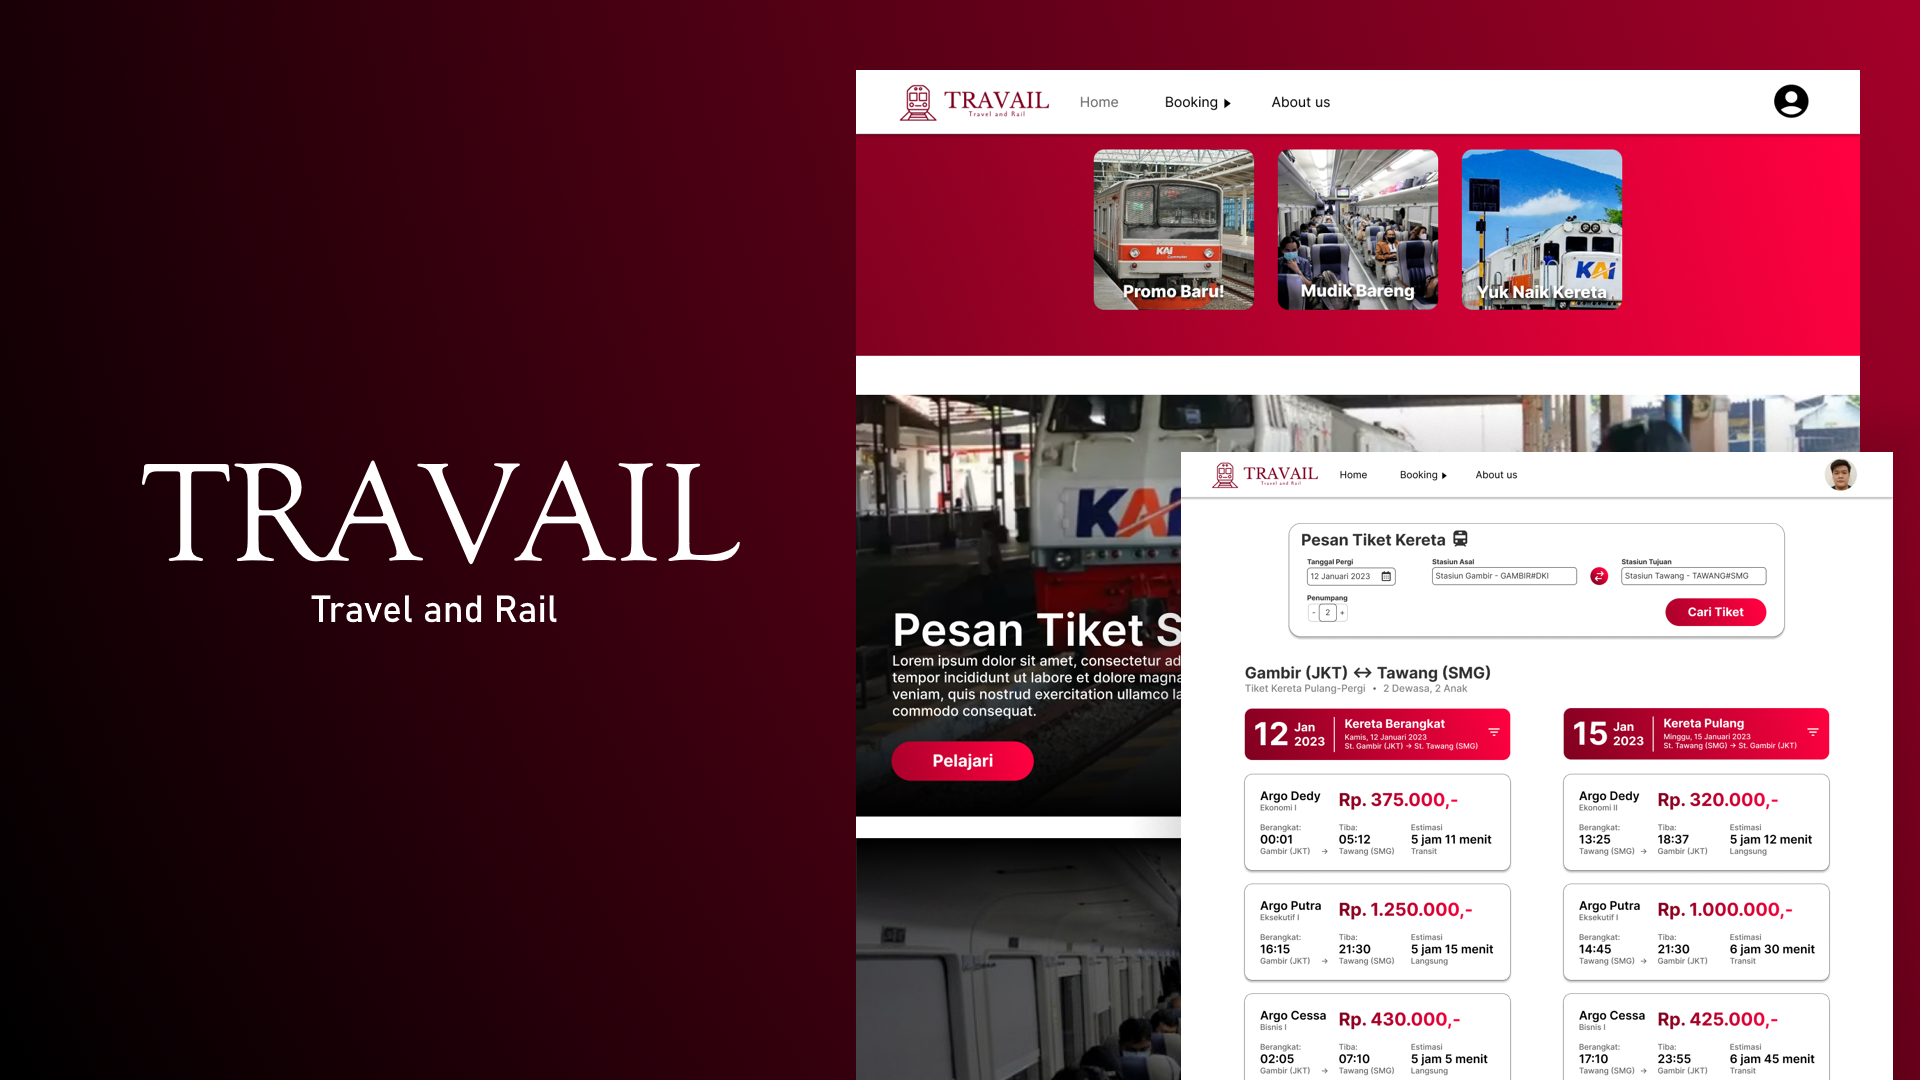 TRAVAIL
Travel and Rail
TRAVAIL
Travel and Rail
Home
Booking
About us
KAI
Commuter
Promo Baru!
Mudik Bareng
KAI
Yuk Naik Kereta
KAI
Pesan Tiket S
Lorem ipsum dolor sit amet, consectetur ad
tempor incididunt ut labore et dolore magna
veniam, quis nostrud exercitation ullamco la
commodo consequat.
Pelajari
TRAVAIL
Travel and Rail
Home
Booking
About us
Pesan Tiket Kereta
Tanggal Pergi
12 Januari 2023
Stasiun Asal
Stasiun Gambir - GAMBIR#DKI
Stasiun Tujuan
Stasiun Tawang - TAWANG#SMG
Penumpang
- 2 +
Cari Tiket
Gambir (JKT) ↔ Tawang (SMG)
Tiket Kereta Pulang-Pergi • 2 Dewasa, 2 Anak
12 Jan 2023
Kereta Berangkat
Kamis, 12 Januari 2023
St. Gambir (JKT) → St. Tawang (SMG)
Argo Dedy
Ekonomi I
Rp. 375.000,-
Berangkat: Tiba: Estimasi
00:01 05:12 5 jam 11 menit
Gambir (JKT) → Tawang (SMG) Transit
Argo Putra
Eksekutif I
Rp. 1.250.000,-
Berangkat: Tiba: Estimasi
16:15 21:30 5 jam 15 menit
Gambir (JKT) → Tawang (SMG) Langsung
Argo Cessa
Bisnis I
Rp. 430.000,-
Berangkat: Tiba: Estimasi
02:05 07:10 5 jam 5 menit
Gambir (JKT) → Tawang (SMG) Langsung
15 Jan 2023
Kereta Pulang
Minggu, 15 Januari 2023
St. Tawang (SMG) → St. Gambir (JKT)
Argo Dedy
Ekonomi II
Rp. 320.000,-
Berangkat: Tiba: Estimasi
13:25 18:37 5 jam 12 menit
Tawang (SMG) → Gambir (JKT) Langsung
Argo Putra
Eksekutif I
Rp. 1.000.000,-
Berangkat: Tiba: Estimasi
14:45 21:30 6 jam 30 menit
Tawang (SMG) → Gambir (JKT) Transit
Argo Cessa
Bisnis I
Rp. 425.000,-
Berangkat: Tiba: Estimasi
17:10 23:55 6 jam 45 menit
Tawang (SMG) → Gambir (JKT) Transit